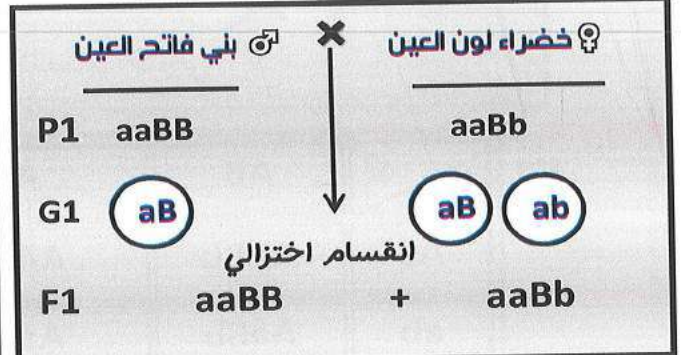 ♀ خضراء لون العين × ♂ بني فاتح العين
P1 aaBB aaBb
G1 aB aB ab
انقسام اختزالي
F1 aaBB + aaBb